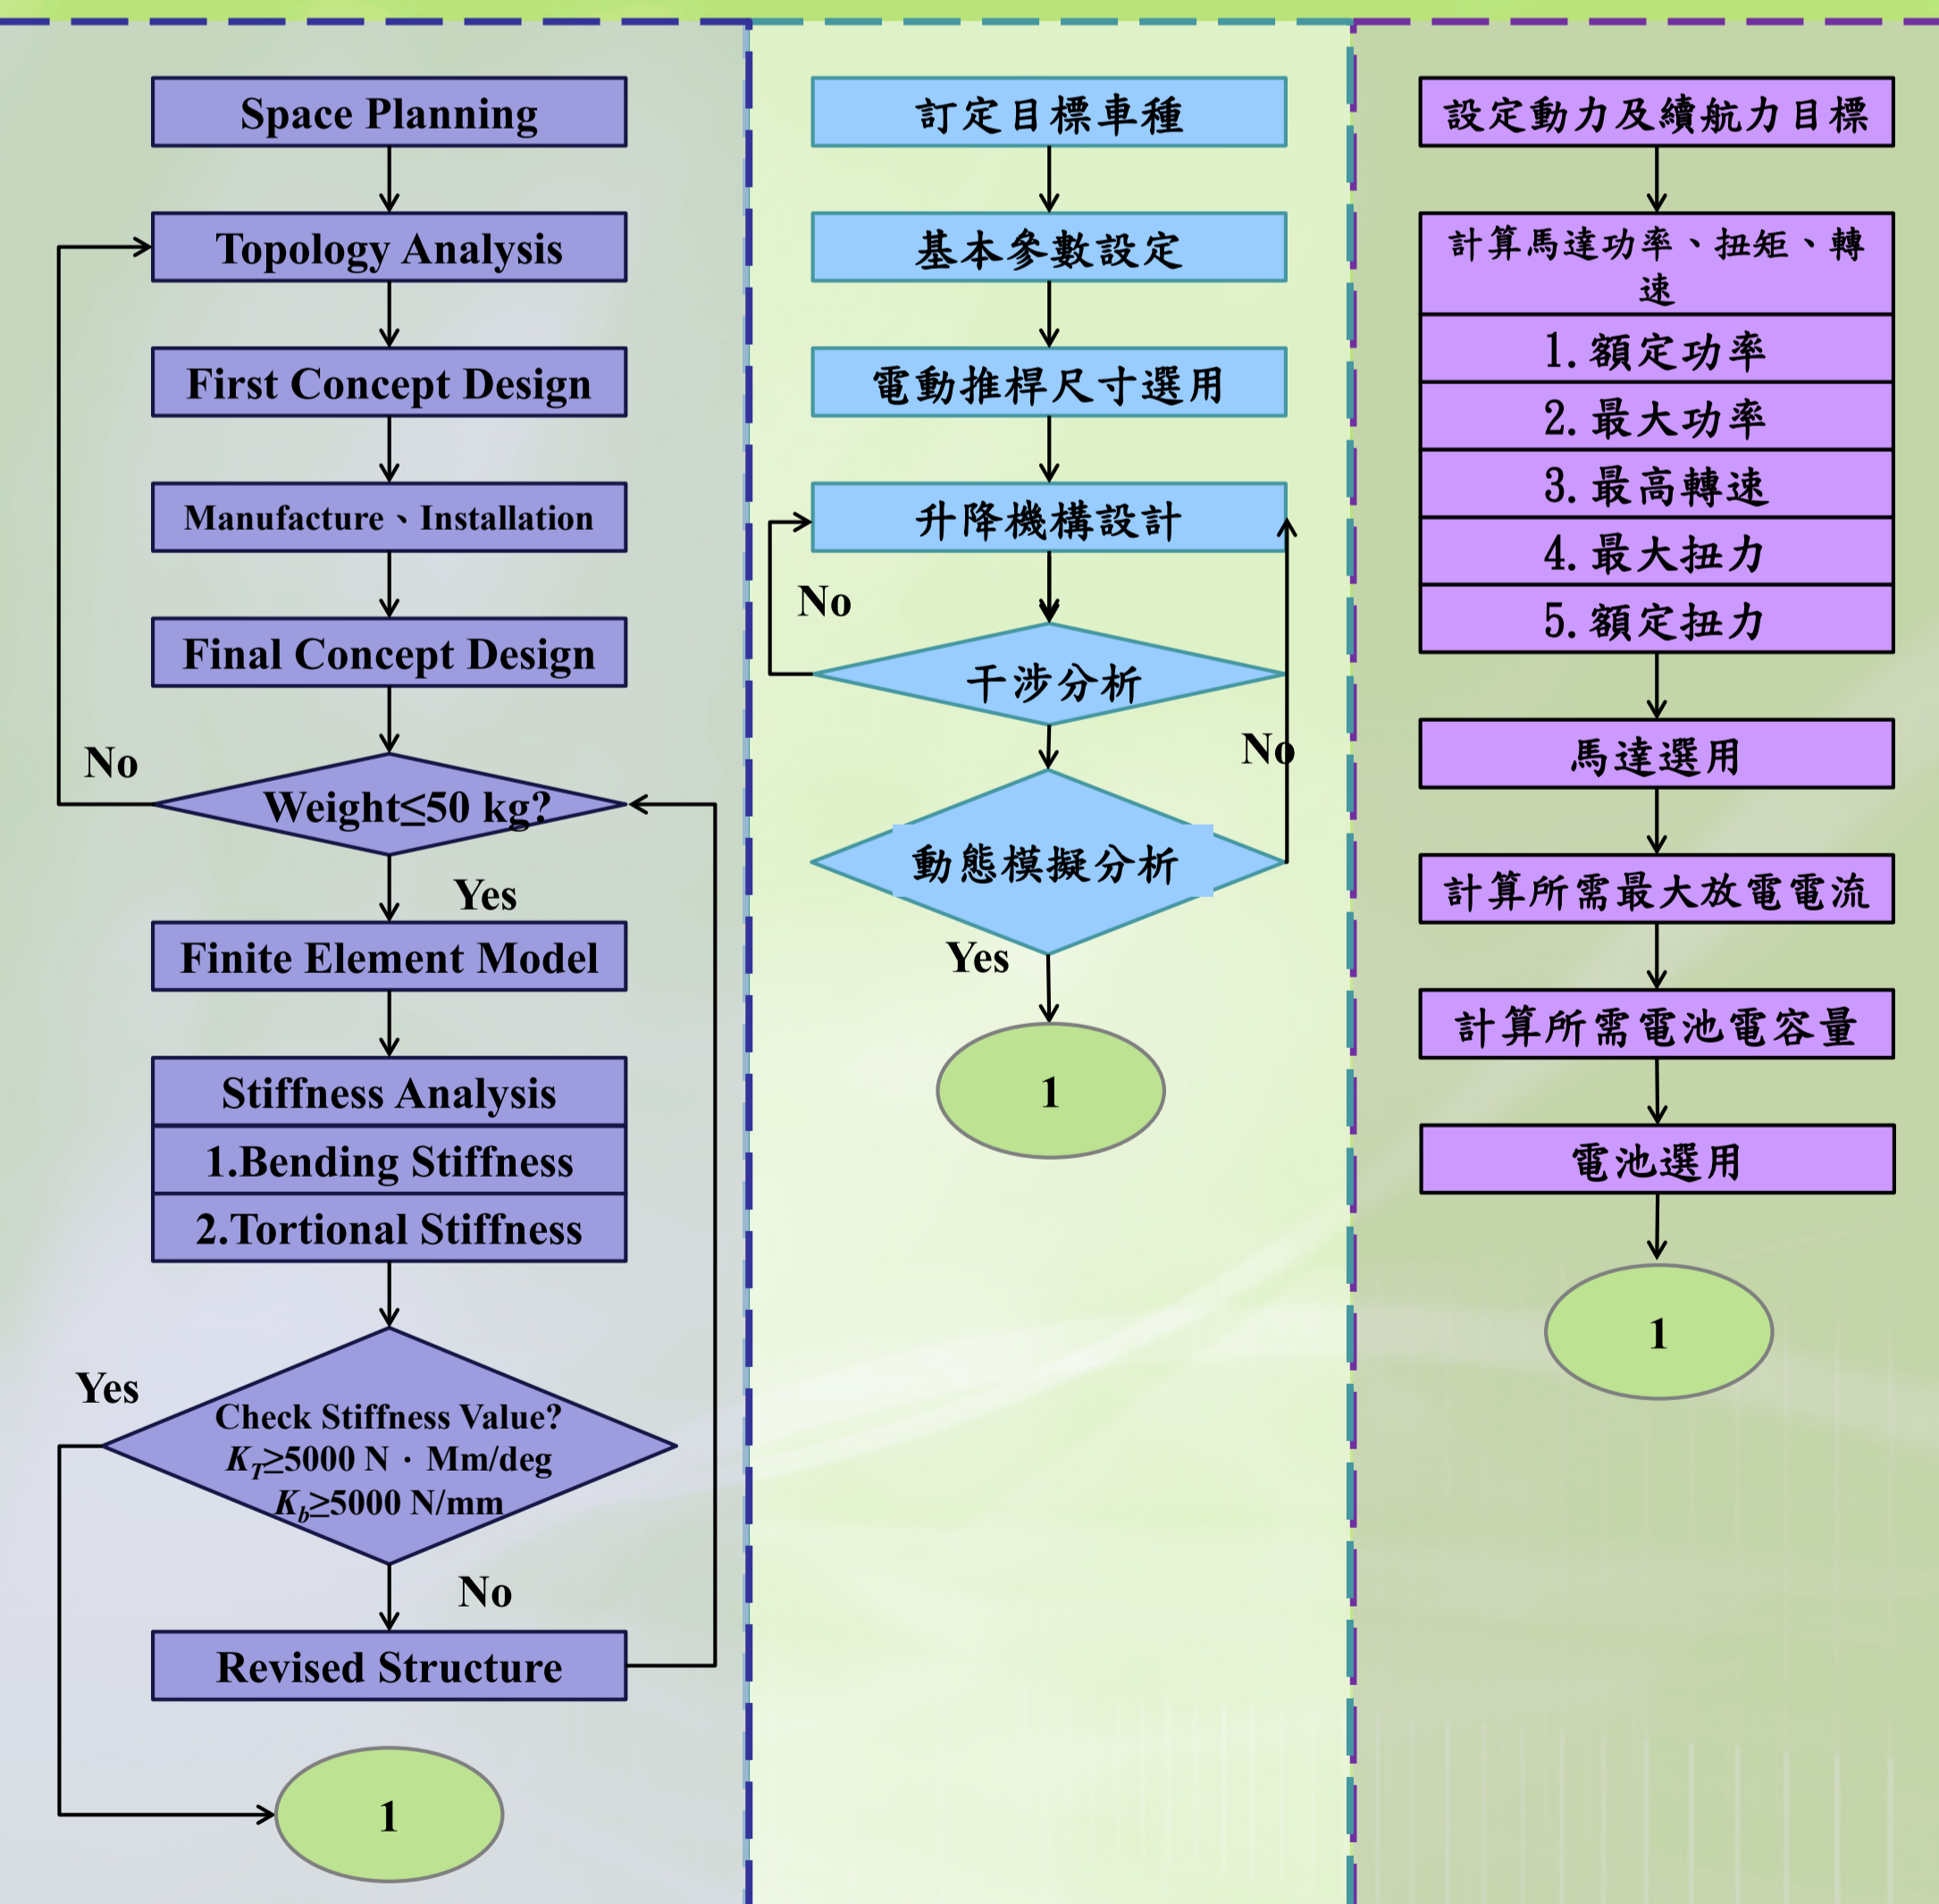 Space Planning
Topology Analysis
First Concept Design
Manufacture、Installation
Final Concept Design
No
Weight≤50 kg?
Yes
Finite Element Model
Stiffness Analysis
1.Bending Stiffness
2.Tortional Stiffness
Yes
Check Stiffness Value?
K_T≥5000 N · Mm/deg
K_b≥5000 N/mm
No
Revised Structure
1
訂定目標車種
基本參數設定
電動推桿尺寸選用
升降機構設計
No
干涉分析
No
動態模擬分析
Yes
1
設定動力及續航力目標
計算馬達功率、扭矩、轉
速
1.額定功率
2.最大功率
3.最高轉速
4.最大扭力
5.額定扭力
馬達選用
計算所需最大放電電流
計算所需電池電容量
電池選用
1